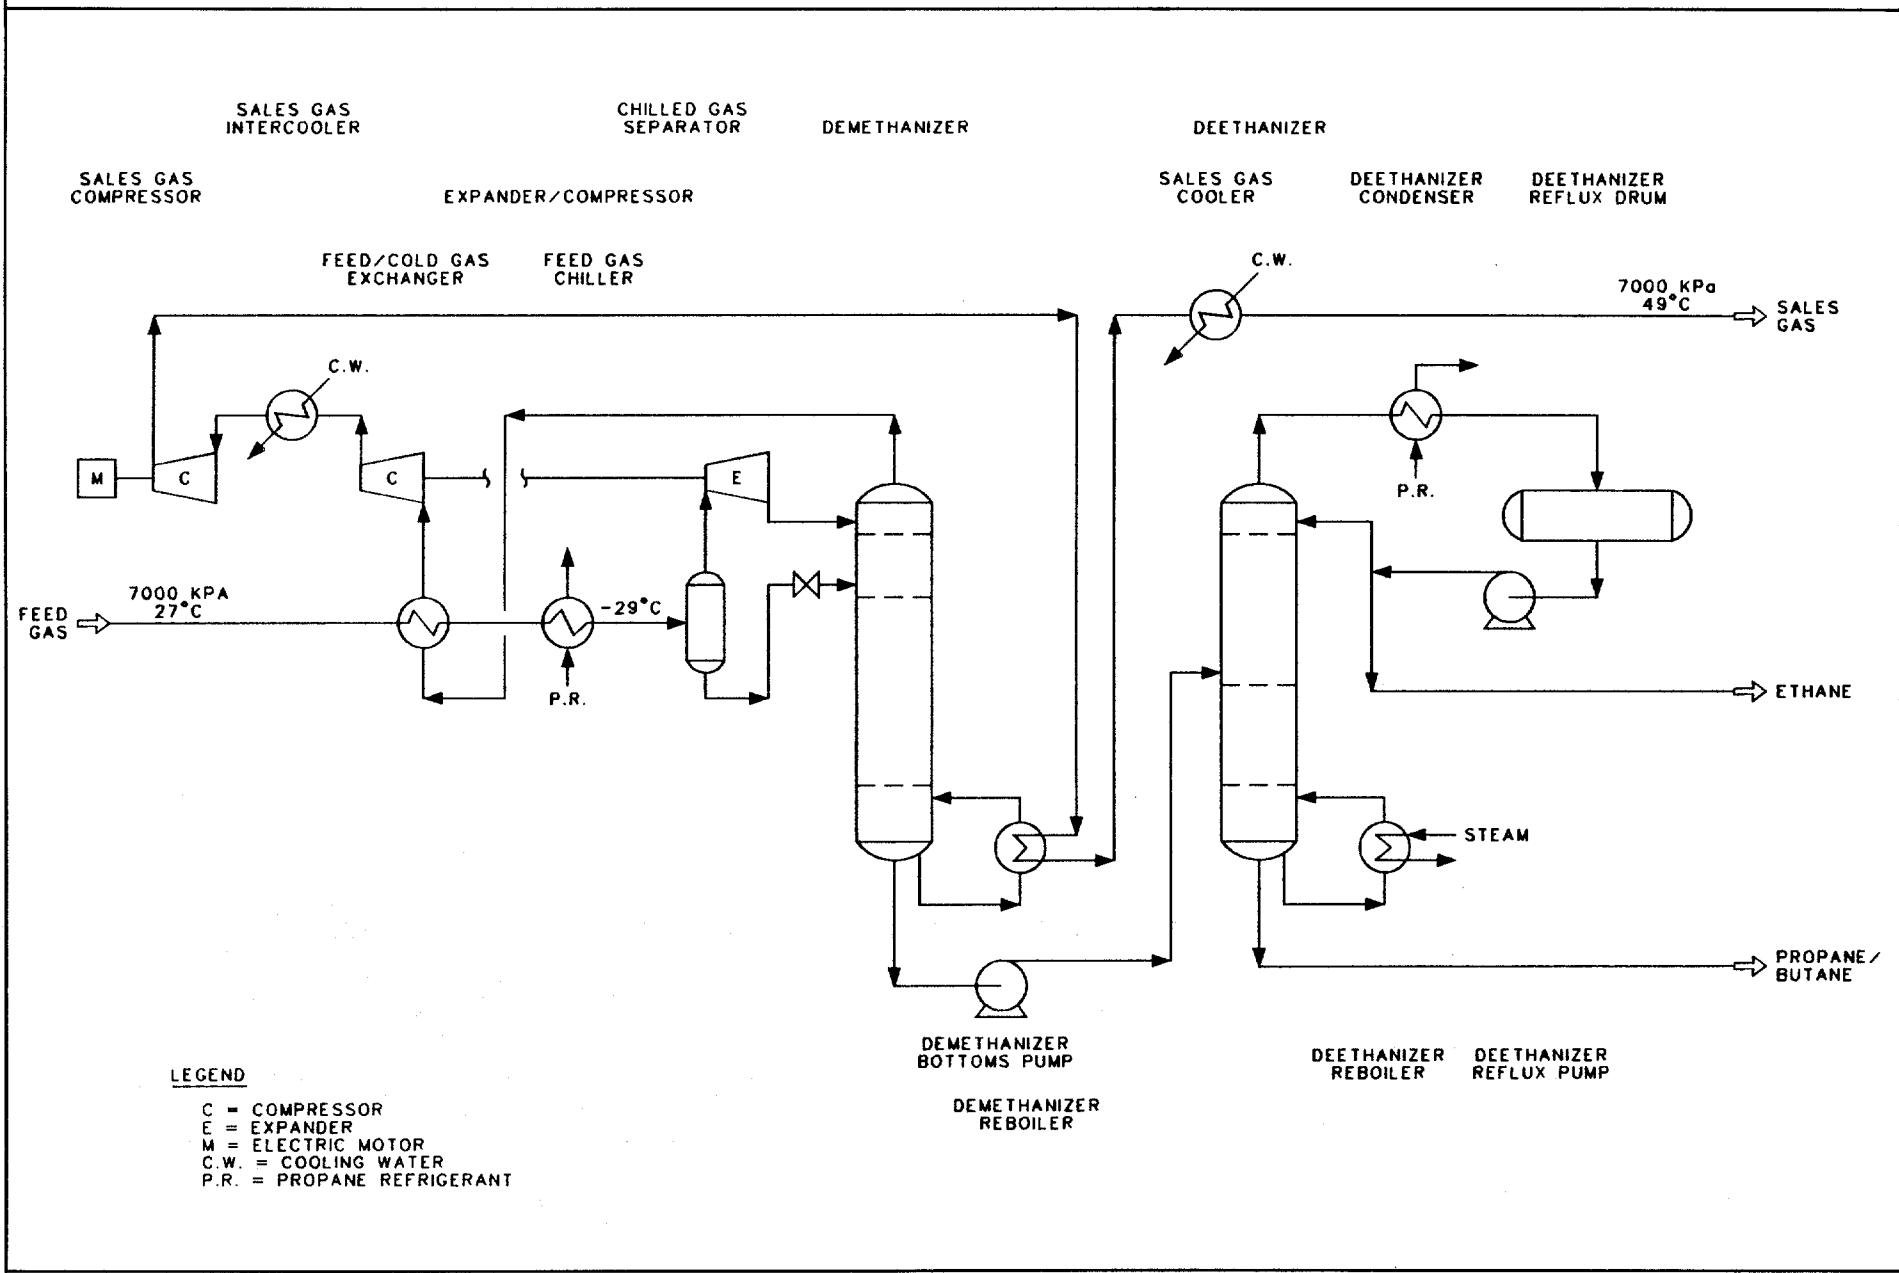 SALES GAS
INTERCOOLER
CHILLED GAS
SEPARATOR
DEMETHANIZER
DEETHANIZER
SALES GAS
COMPRESSOR
EXPANDER/COMPRESSOR
SALES GAS
COOLER
DEETHANIZER
CONDENSER
DEETHANIZER
REFLUX DRUM
FEED/COLD GAS
EXCHANGER
FEED GAS
CHILLER
C.W.
7000 KPa
49°C
SALES
GAS
C.W.
M
C
C
E
P.R.
7000 KPA
27°C
FEED
GAS
-29°C
P.R.
ETHANE
STEAM
PROPANE/
BUTANE
DEMETHANIZER
BOTTOMS PUMP
DEETHANIZER
REBOILER
DEETHANIZER
REFLUX PUMP
DEMETHANIZER
REBOILER
LEGEND
C = COMPRESSOR
E = EXPANDER
M = ELECTRIC MOTOR
C.W. = COOLING WATER
P.R. = PROPANE REFRIGERANT